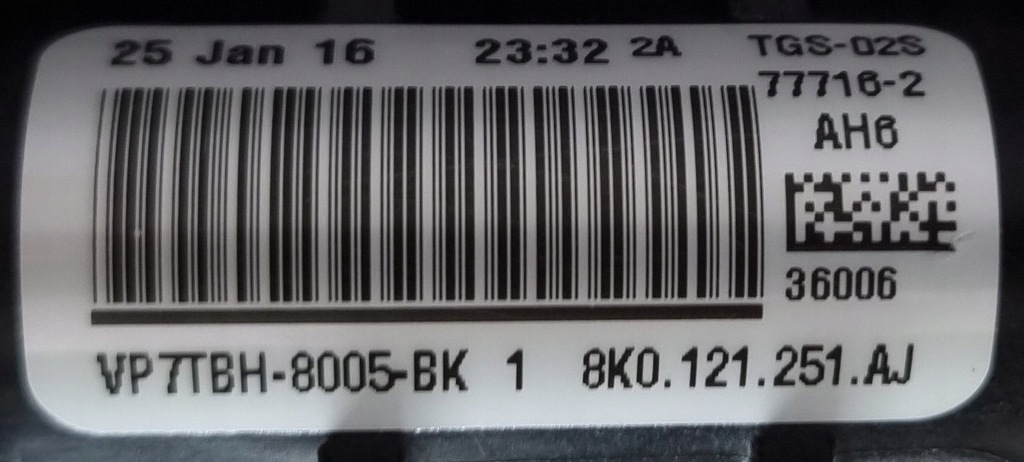 25 Jan 16 23:32 2A TGS-02S
77716-2
AH6
36006
VP7TBH-8005-BK 1 8K0.121.251.AJ